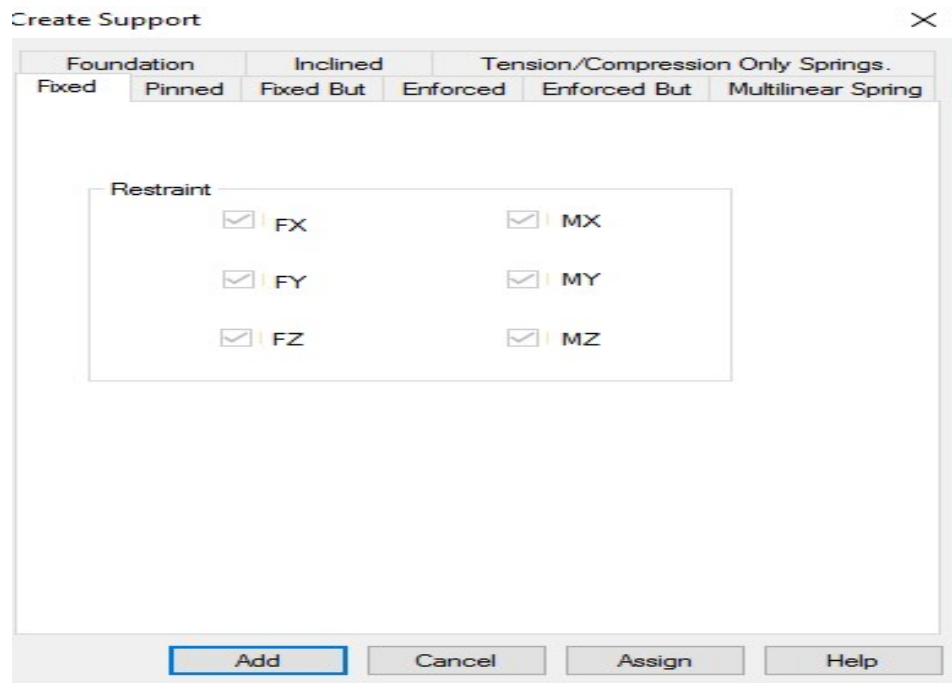 Create Support
Foundation Inclined Tension/Compression Only Springs.
Fixed Pinned Fixed But Enforced Enforced But Multilinear Spring
Restraint
FX MX
FY MY
FZ MZ
Add Cancel Assign Help